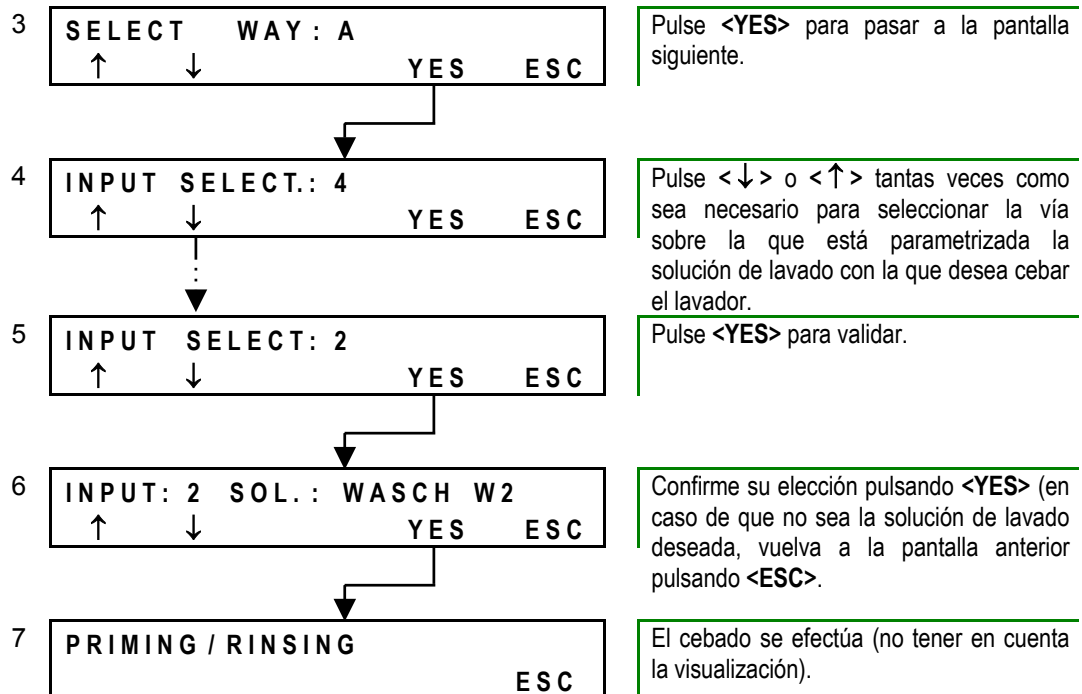 3
SELECT WAY: A
↑ ↓ YES ESC
Pulse <YES> para pasar a la pantalla
siguiente.
4
INPUT SELECT.: 4
↑ ↓ YES ESC
Pulse <↓> o <↑> tantas veces como
sea necesario para seleccionar la vía
sobre la que está parametrizada la
solución de lavado con la que desea cebar
el lavador.
5
INPUT SELECT: 2
↑ ↓ YES ESC
Pulse <YES> para validar.
6
INPUT: 2 SOL.: WASCH W2
↑ ↓ YES ESC
Confirme su elección pulsando <YES> (en
caso de que no sea la solución de lavado
deseada, vuelva a la pantalla anterior
pulsando <ESC>.
7
PRIMING / RINSING
ESC
El cebado se efectúa (no tener en cuenta
la visualización).